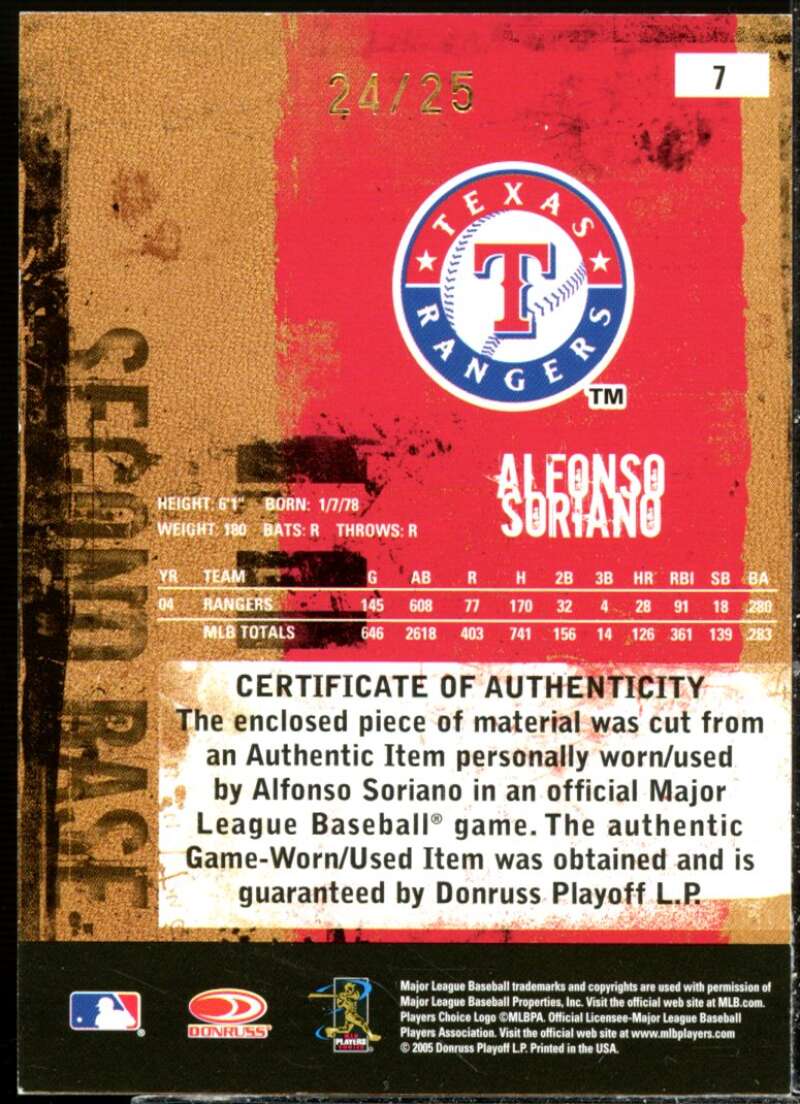 7
24/25
TEXAS
T
RANGERS
TM
ALFONSO
SORIANO
SECOND BASE
HEIGHT: 6'1" BORN: 1/7/78
WEIGHT: 180 BATS: R THROWS: R
YR TEAM G AB R H 2B 3B HR RBI SB BA
04 RANGERS 145 608 77 170 32 4 28 91 18 .280
MLB TOTALS 646 2618 403 741 156 14 126 361 139 .283
CERTIFICATE OF AUTHENTICITY
The enclosed piece of material was cut from
an Authentic Item personally worn/used
by Alfonso Soriano in an official Major
League Baseball® game. The authentic
Game-Worn/Used Item was obtained and is
guaranteed by Donruss Playoff L.P.
DONRUSS
PLAYERS
CHOICE
Major League Baseball trademarks and copyrights are used with permission of
Major League Baseball Properties, Inc. Visit the official web site at MLB.com.
Players Choice Logo ©MLBPA. Official Licensee-Major League Baseball
Players Association. Visit the official web site at www.mlbplayers.com
© 2005 Donruss Playoff L.P. Printed in the USA.